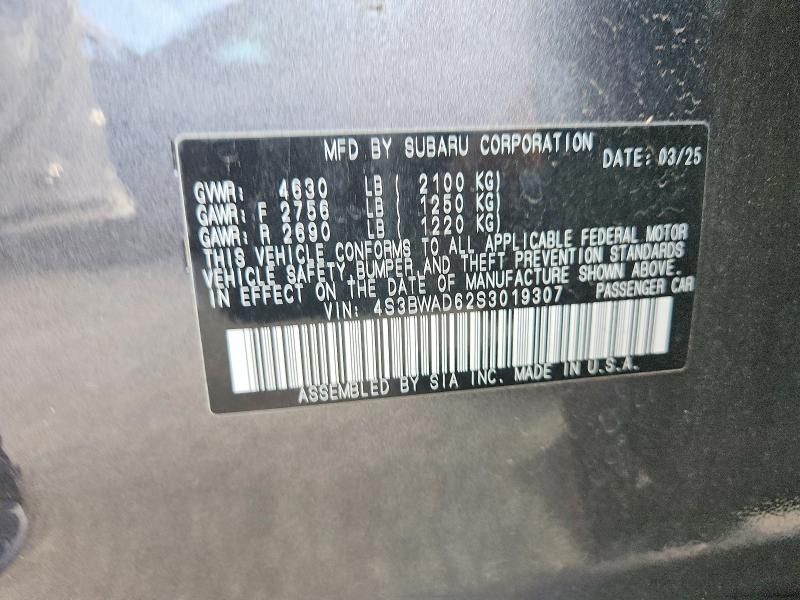 MFD BY SUBARU CORPORATION DATE: 03/25
GVWR: 4630 LB ( 2100 KG)
GAWR: F 2756 LB ( 1250 KG)
GAWR: R 2690 LB ( 1220 KG)
THIS VEHICLE CONFORMS TO ALL APPLICABLE FEDERAL MOTOR
VEHICLE SAFETY, BUMPER, AND THEFT PREVENTION STANDARDS
IN EFFECT ON THE DATE OF MANUFACTURE SHOWN ABOVE.
VIN: 4S3BWAD62S3019307 PASSENGER CAR
ASSEMBLED BY SIA INC. MADE IN U.S.A.